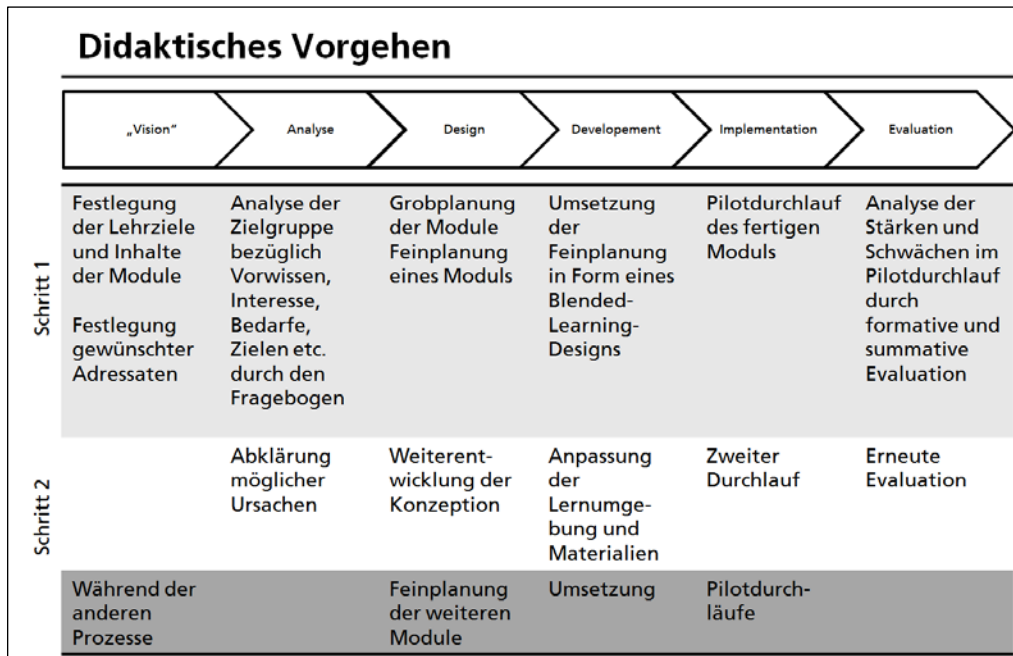 Didaktisches Vorgehen
„Vision“
Analyse
Design
Developement
Implementation
Evaluation
Schritt 1
Festlegung
der Lehrziele
und Inhalte
der Module
Festlegung
gewünschter
Adressaten
Analyse der
Zielgruppe
bezüglich
Vorwissen,
Interesse,
Bedarfe,
Zielen etc.
durch den
Fragebogen
Grobplanung
der Module
Feinplanung
eines Moduls
Umsetzung
der
Feinplanung
in Form eines
Blended-
Learning-
Designs
Pilotdurchlauf
des fertigen
Moduls
Analyse der
Stärken und
Schwächen im
Pilotdurchlauf
durch
formative und
summative
Evaluation
Schritt 2
Abklärung
möglicher
Ursachen
Weiterent-
wicklung der
Konzeption
Anpassung
der
Lernumge-
bung und
Materialien
Zweiter
Durchlauf
Erneute
Evaluation
Während der
anderen
Prozesse
Feinplanung
der weiteren
Module
Umsetzung
Pilotdurch-
läufe